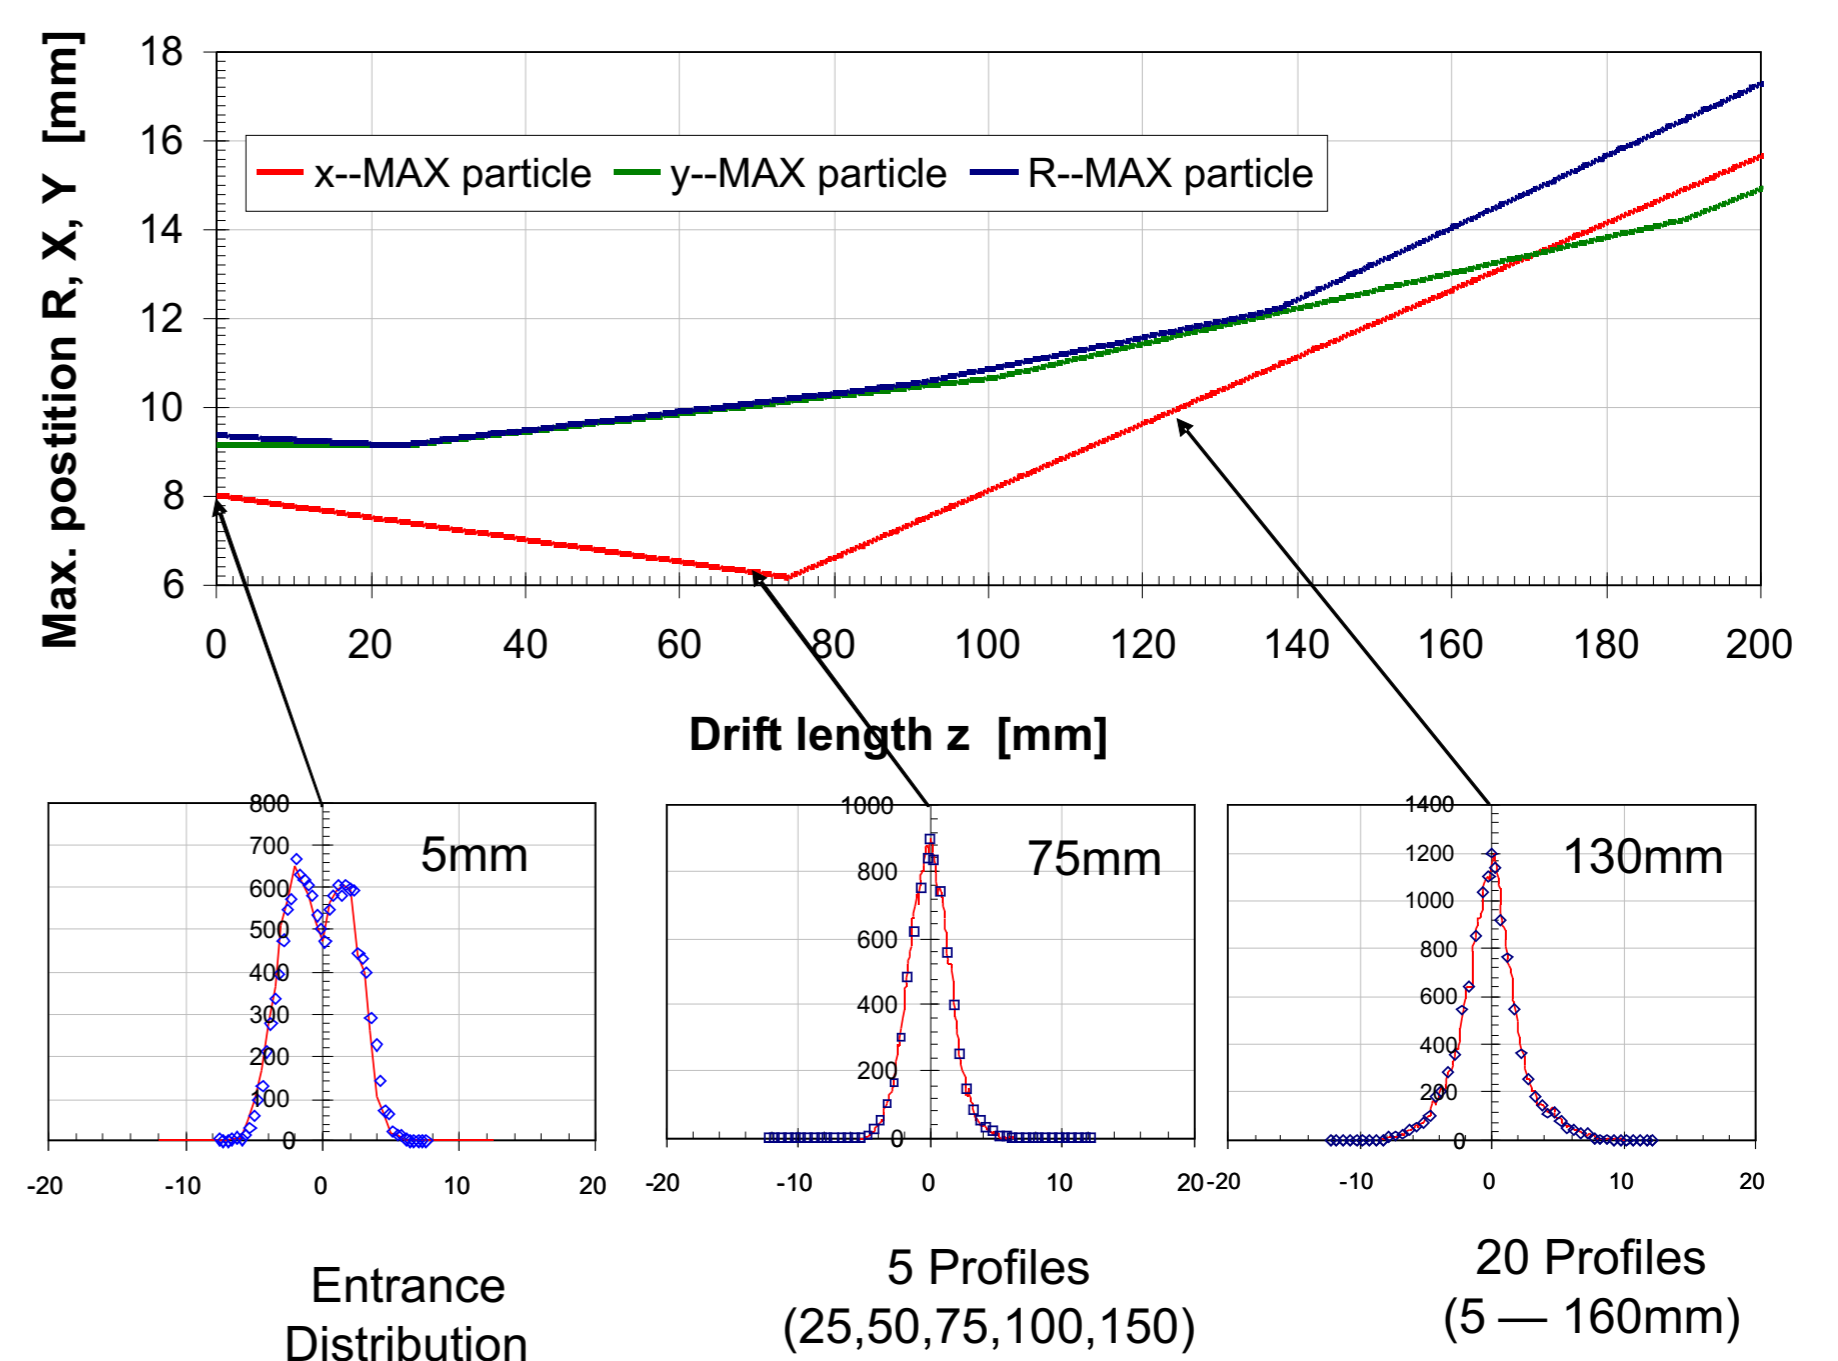 Max. postition R, X, Y [mm]
18
16
14
12
10
8
6
x--MAX particle y--MAX particle R--MAX particle
0 20 40 60 80 100 120 140 160 180 200
Drift length z [mm]
800
700
600
500
400
300
200
100
0
5mm
-20 -10 0 10 20
Entrance
Distribution
1000
800
600
400
200
0
75mm
-20 -10 0 10 20
5 Profiles
(25,50,75,100,150)
1400
1200
1000
800
600
400
200
0
130mm
-20 -10 0 10 20
20 Profiles
(5 — 160mm)